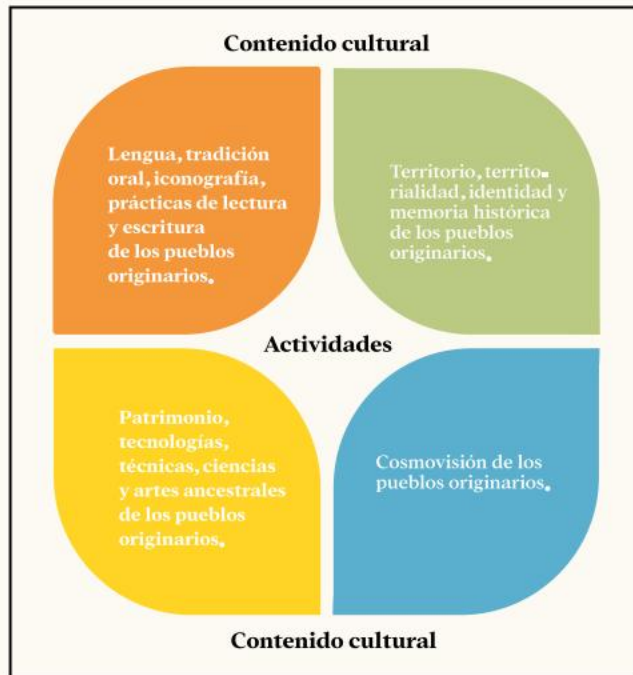 Contenido cultural
Lengua, tradición
oral, iconografía,
prácticas de lectura
y escritura
de los pueblos
originarios.
Territorio, territo-
rialidad, identidad y
memoria histórica
de los pueblos
originarios.
Actividades
Patrimonio,
tecnologías,
técnicas, ciencias
y artes ancestrales
de los pueblos
originarios.
Cosmovisión de los
pueblos originarios.
Contenido cultural